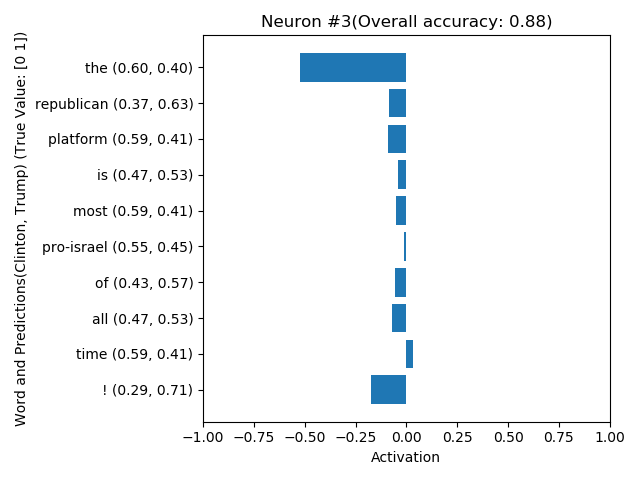 Neuron #3(Overall accuracy: 0.88)
Word and Predictions(Clinton, Trump) (True Value: [0 1])
the (0.60, 0.40)
republican (0.37, 0.63)
platform (0.59, 0.41)
is (0.47, 0.53)
most (0.59, 0.41)
pro-israel (0.55, 0.45)
of (0.43, 0.57)
all (0.47, 0.53)
time (0.59, 0.41)
! (0.29, 0.71)
−1.00 −0.75 −0.50 −0.25 0.00 0.25 0.50 0.75 1.00
Activation